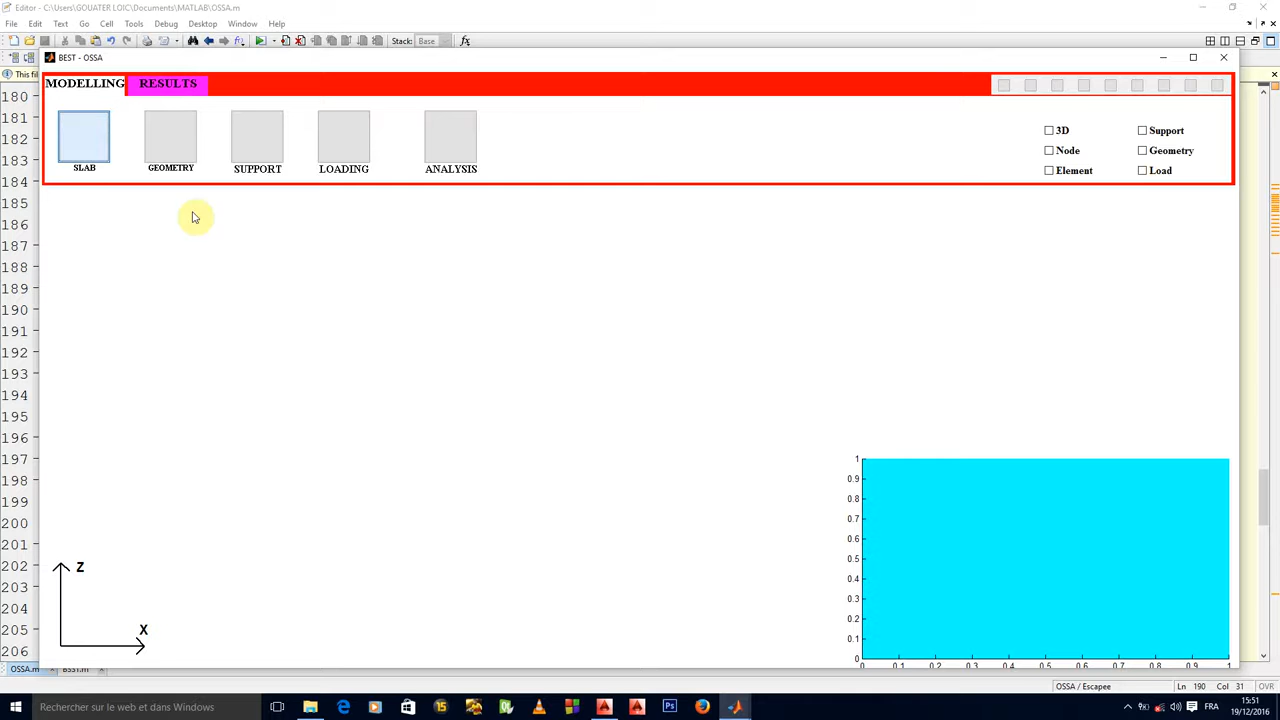 Editor - C:\Users\GOUATER LOIC\Documents\MATLAB\OSSA.m
File Edit Text Go Cell Tools Debug Desktop Window Help
Stack: Base fx
BEST - OSSA
This fil
MODELLING RESULTS
SLAB GEOMETRY SUPPORT LOADING ANALYSIS
3D Support
Node Geometry
Element Load
180
181
182
183
184
185
186
187
188
189
190
191
192
193
194
195
196
197
198
199
200
201
202
203
204
205
206
1
0.9
0.8
0.7
0.6
0.5
0.4
0.3
0.2
0.1
0
0 0.1 0.2 0.3 0.4 0.5 0.6 0.7 0.8 0.9 1
Z
X
OSSA.m BS31.m
OSSA / Escapee Ln 190 Col 31 OVR
Rechercher sur le web et dans Windows
FRA
15:51
19/12/2016